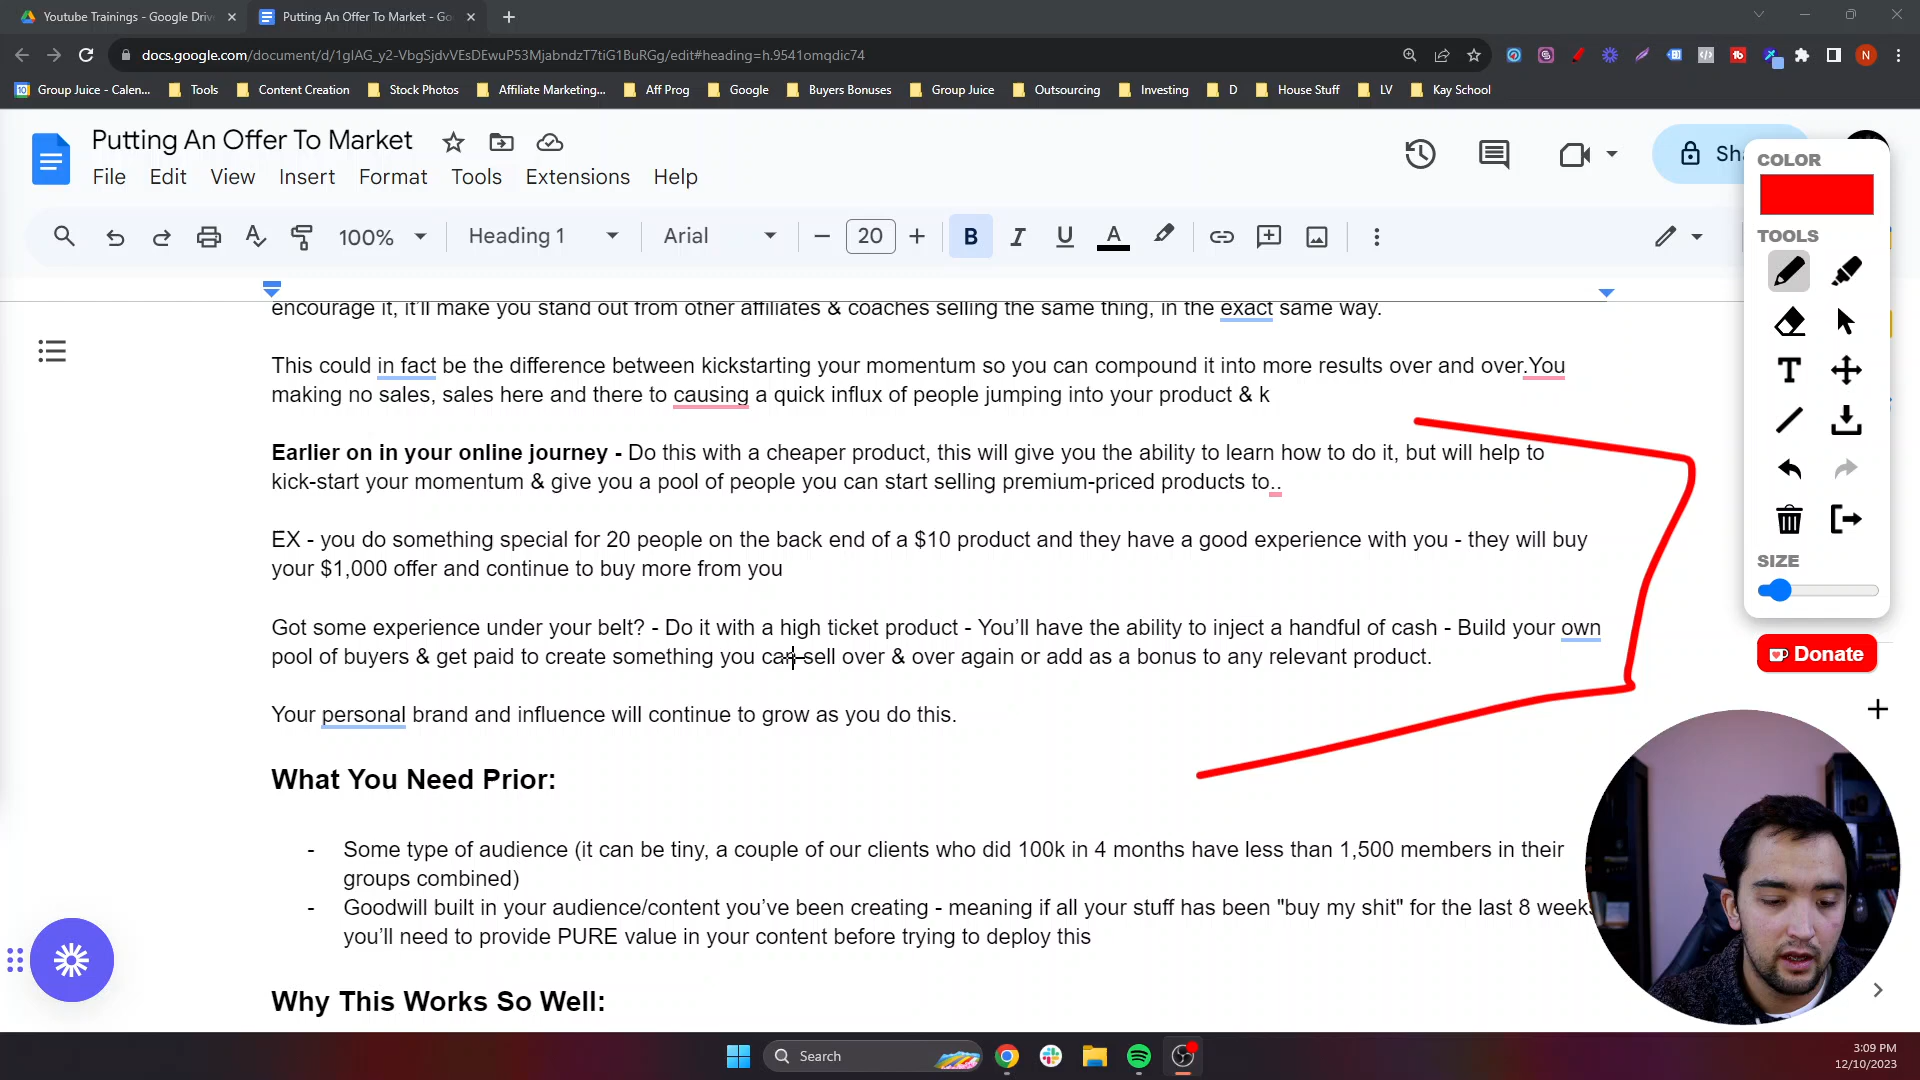 Youtube Trainings - Google Driv
Putting An Offer To Market - Go
docs.google.com/document/d/1gIAG_y2-VbgSjdvVEsDEwuP53MjabndzT7tiG1BuRGg/edit#heading=h.9541omqdic74
N
Group Juice - Calen...
Tools
Content Creation
Stock Photos
Affiliate Marketing...
Aff Prog
Google
Buyers Bonuses
Group Juice
Outsourcing
Investing
D
House Stuff
LV
Kay School
Putting An Offer To Market
File Edit View Insert Format Tools Extensions Help
100% Heading 1 Arial 20 B I U A
COLOR
TOOLS
T
SIZE
Donate
encourage it, it'll make you stand out from other affiliates & coaches selling the same thing, in the exact same way.
This could in fact be the difference between kickstarting your momentum so you can compound it into more results over and over.You
making no sales, sales here and there to causing a quick influx of people jumping into your product & k
Earlier on in your online journey - Do this with a cheaper product, this will give you the ability to learn how to do it, but will help to
kick-start your momentum & give you a pool of people you can start selling premium-priced products to..
EX - you do something special for 20 people on the back end of a $10 product and they have a good experience with you - they will buy
your $1,000 offer and continue to buy more from you
Got some experience under your belt? - Do it with a high ticket product - You'll have the ability to inject a handful of cash - Build your own
pool of buyers & get paid to create something you can sell over & over again or add as a bonus to any relevant product.
Your personal brand and influence will continue to grow as you do this.
What You Need Prior:
- Some type of audience (it can be tiny, a couple of our clients who did 100k in 4 months have less than 1,500 members in their
groups combined)
- Goodwill built in your audience/content you've been creating - meaning if all your stuff has been "buy my shit" for the last 8 weeks
you'll need to provide PURE value in your content before trying to deploy this
Why This Works So Well:
Search
3:09 PM
12/10/2023